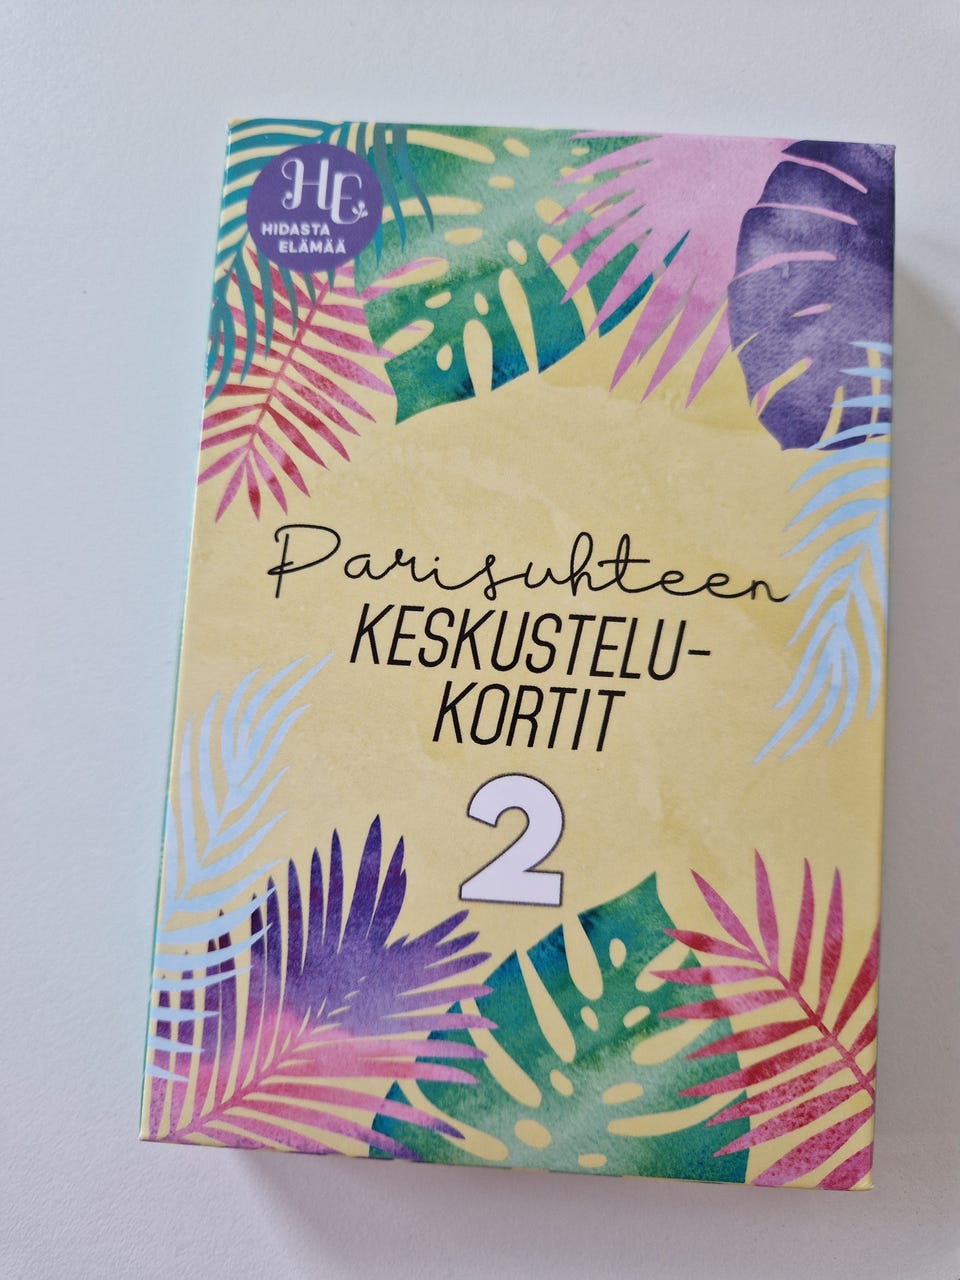 HE
HIDASTA
ELÄMÄÄ
Parisuhteen
KESKUSTELU-
KORTIT
2